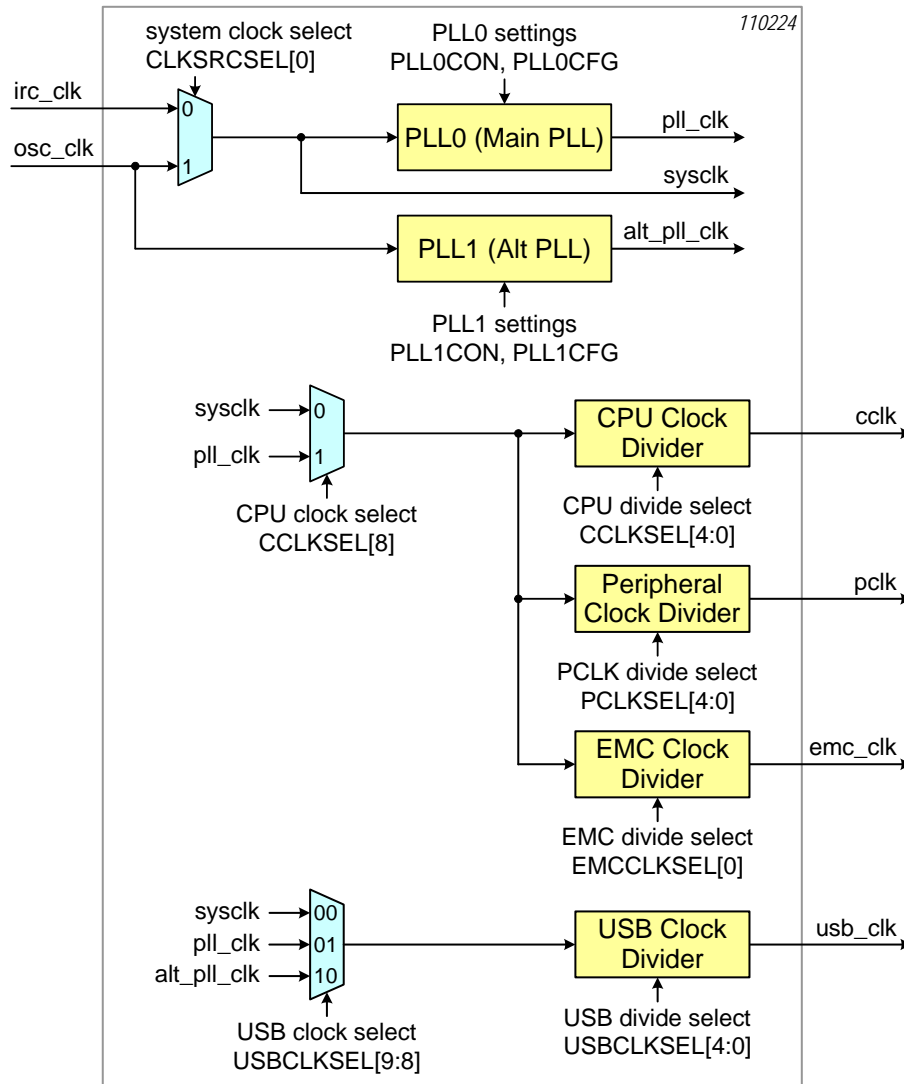 110224
system clock select
CLKSRCSEL[0]
PLL0 settings
PLL0CON, PLL0CFG
irc_clk
0
osc_clk
1
PLL0 (Main PLL)
pll_clk
sysclk
PLL1 (Alt PLL)
alt_pll_clk
PLL1 settings
PLL1CON, PLL1CFG
sysclk
0
pll_clk
1
CPU clock select
CCLKSEL[8]
CPU Clock
Divider
cclk
CPU divide select
CCLKSEL[4:0]
Peripheral
Clock Divider
pclk
PCLK divide select
PCLKSEL[4:0]
EMC Clock
Divider
emc_clk
EMC divide select
EMCCLKSEL[0]
sysclk
00
pll_clk
01
alt_pll_clk
10
USB clock select
USBCLKSEL[9:8]
USB Clock
Divider
usb_clk
USB divide select
USBCLKSEL[4:0]